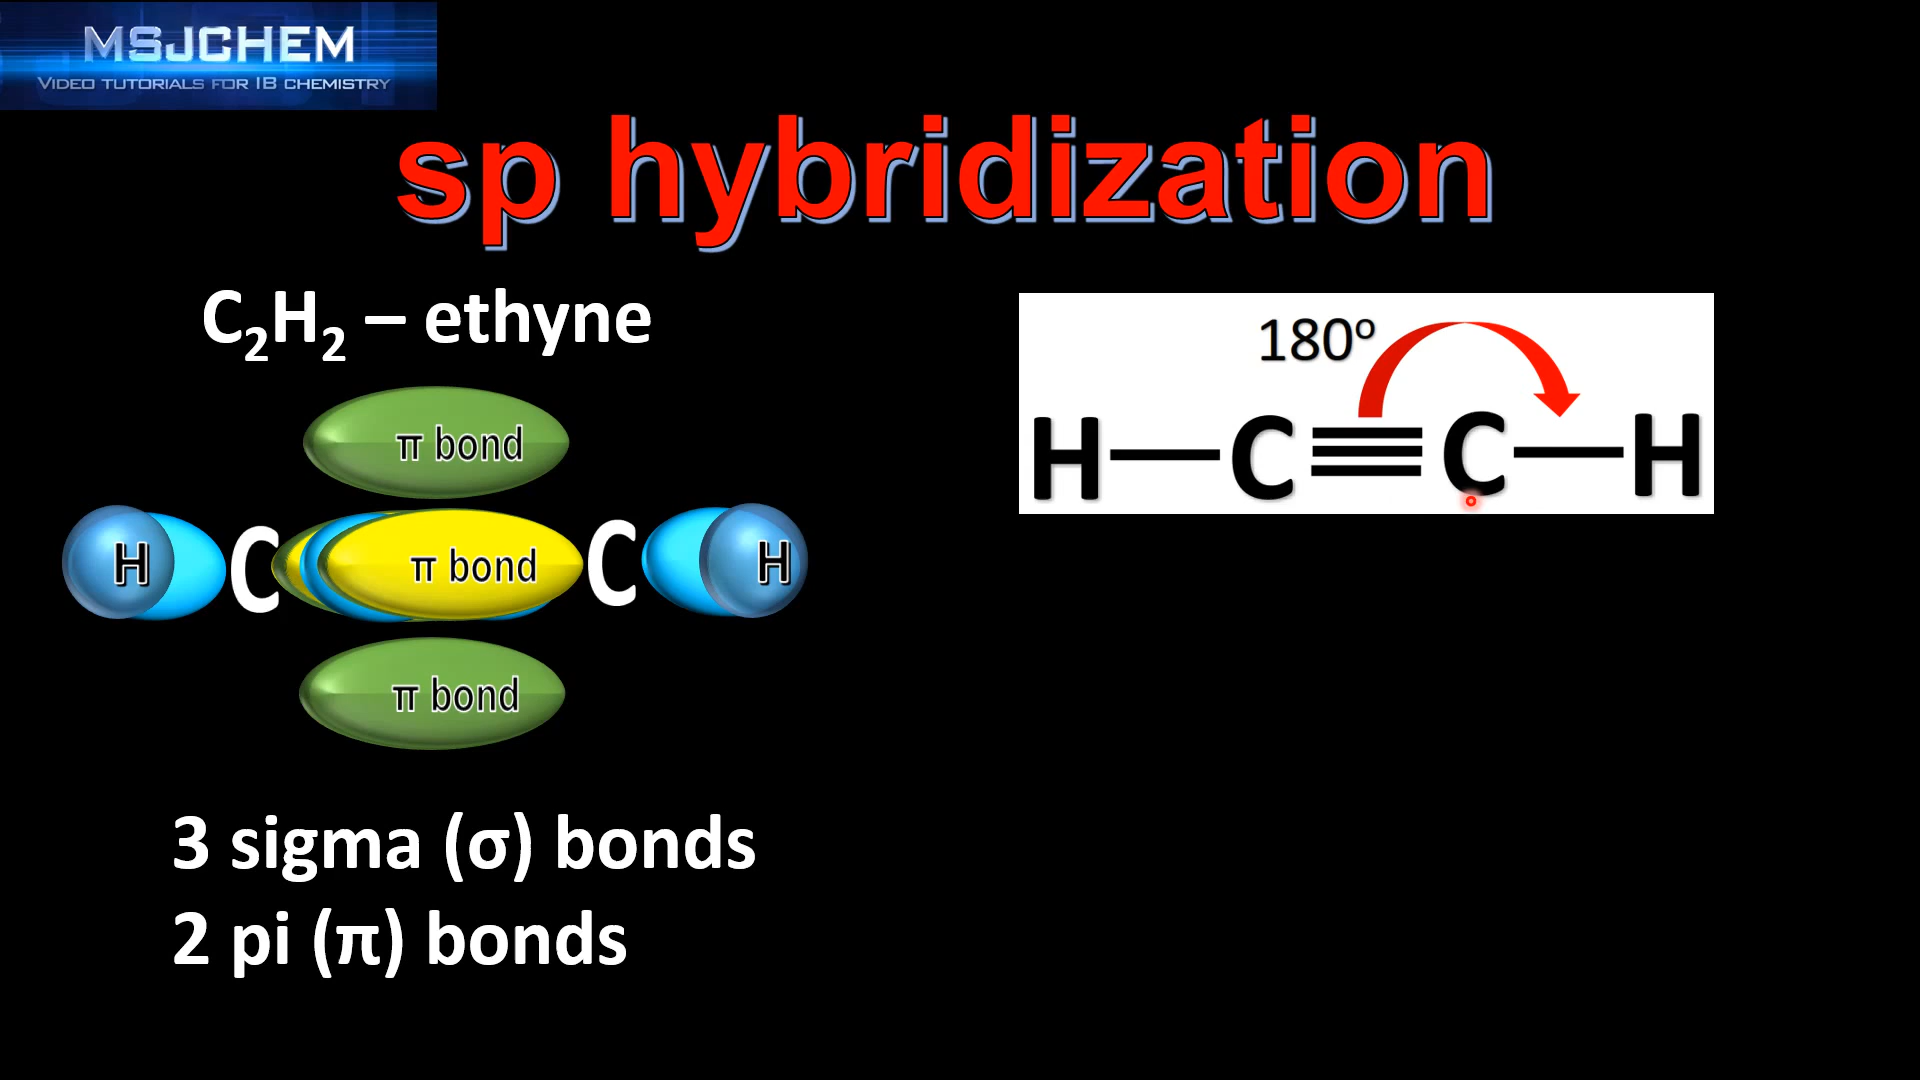 MSJCHEM
VIDEO TUTORIALS FOR IB CHEMISTRY
sp hybridization
C₂H₂ – ethyne
180º
H—C≡C—H
π bond
H C π bond C H
π bond
3 sigma (σ) bonds
2 pi (π) bonds